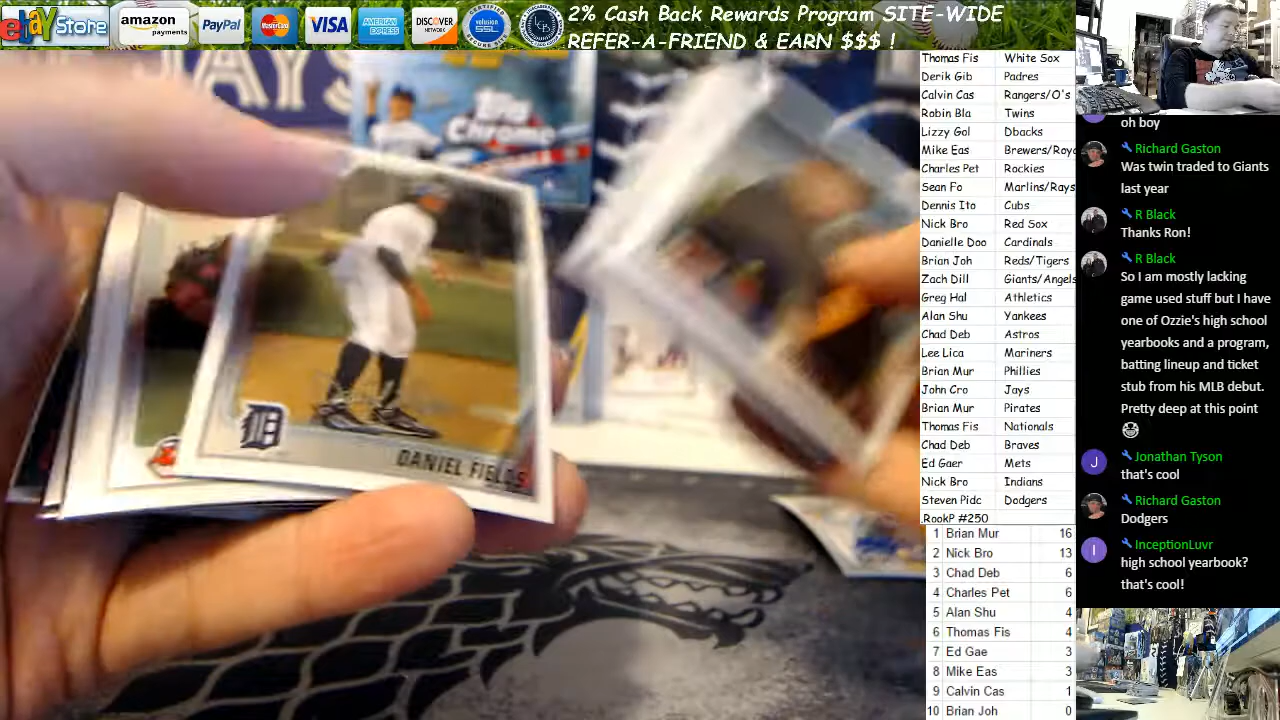 ebay Store
amazon
payments
PayPal
MasterCard
VISA
AMERICAN EXPRESS
DISCOVER
NETWORK
CERTIFIED
volusion
SSL
SECURE SITE
2% Cash Back Rewards Program SITE-WIDE
REFER-A-FRIEND & EARN $$$ !
JAYS
Chrome
DANIEL FIELDS
Thomas Fis White Sox
Derik Gib Padres
Calvin Cas Rangers/O's
Robin Bla Twins
Lizzy Gol Dbacks
Mike Eas Brewers/Roya
Charles Pet Rockies
Sean Fo Marlins/Rays
Dennis Ito Cubs
Nick Bro Red Sox
Danielle Doo Cardinals
Brian Joh Reds/Tigers
Zach Dill Giants/Angels
Greg Hal Athletics
Alan Shu Yankees
Chad Deb Astros
Lee Lica Mariners
Brian Mur Phillies
John Cro Jays
Brian Mur Pirates
Thomas Fis Nationals
Chad Deb Braves
Ed Gaer Mets
Nick Bro Indians
Steven Pidc Dodgers
.RookP #250
1 Brian Mur 16
2 Nick Bro 13
3 Chad Deb 6
4 Charles Pet 6
5 Alan Shu 4
6 Thomas Fis 4
7 Ed Gae 3
8 Mike Eas 3
9 Calvin Cas 1
10 Brian Joh 0
oh boy
Richard Gaston
Was twin traded to Giants
last year
R Black
Thanks Ron!
R Black
So I am mostly lacking
game used stuff but I have
one of Ozzie's high school
yearbooks and a program,
batting lineup and ticket
stub from his MLB debut.
Pretty deep at this point
J Jonathan Tyson
that's cool
Richard Gaston
Dodgers
I InceptionLuvr
high school yearbook?
that's cool!